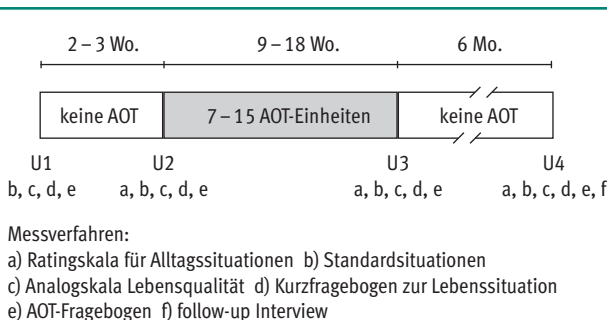 2 – 3 Wo. 9 – 18 Wo. 6 Mo.
keine AOT 7 – 15 AOT-Einheiten keine AOT
U1 U2 U3 U4
b, c, d, e a, b, c, d, e a, b, c, d, e a, b, c, d, e, f
Messverfahren:
a) Ratingskala für Alltagssituationen b) Standardsituationen
c) Analogskala Lebensqualität d) Kurzfragebogen zur Lebenssituation
e) AOT-Fragebogen f) follow-up Interview